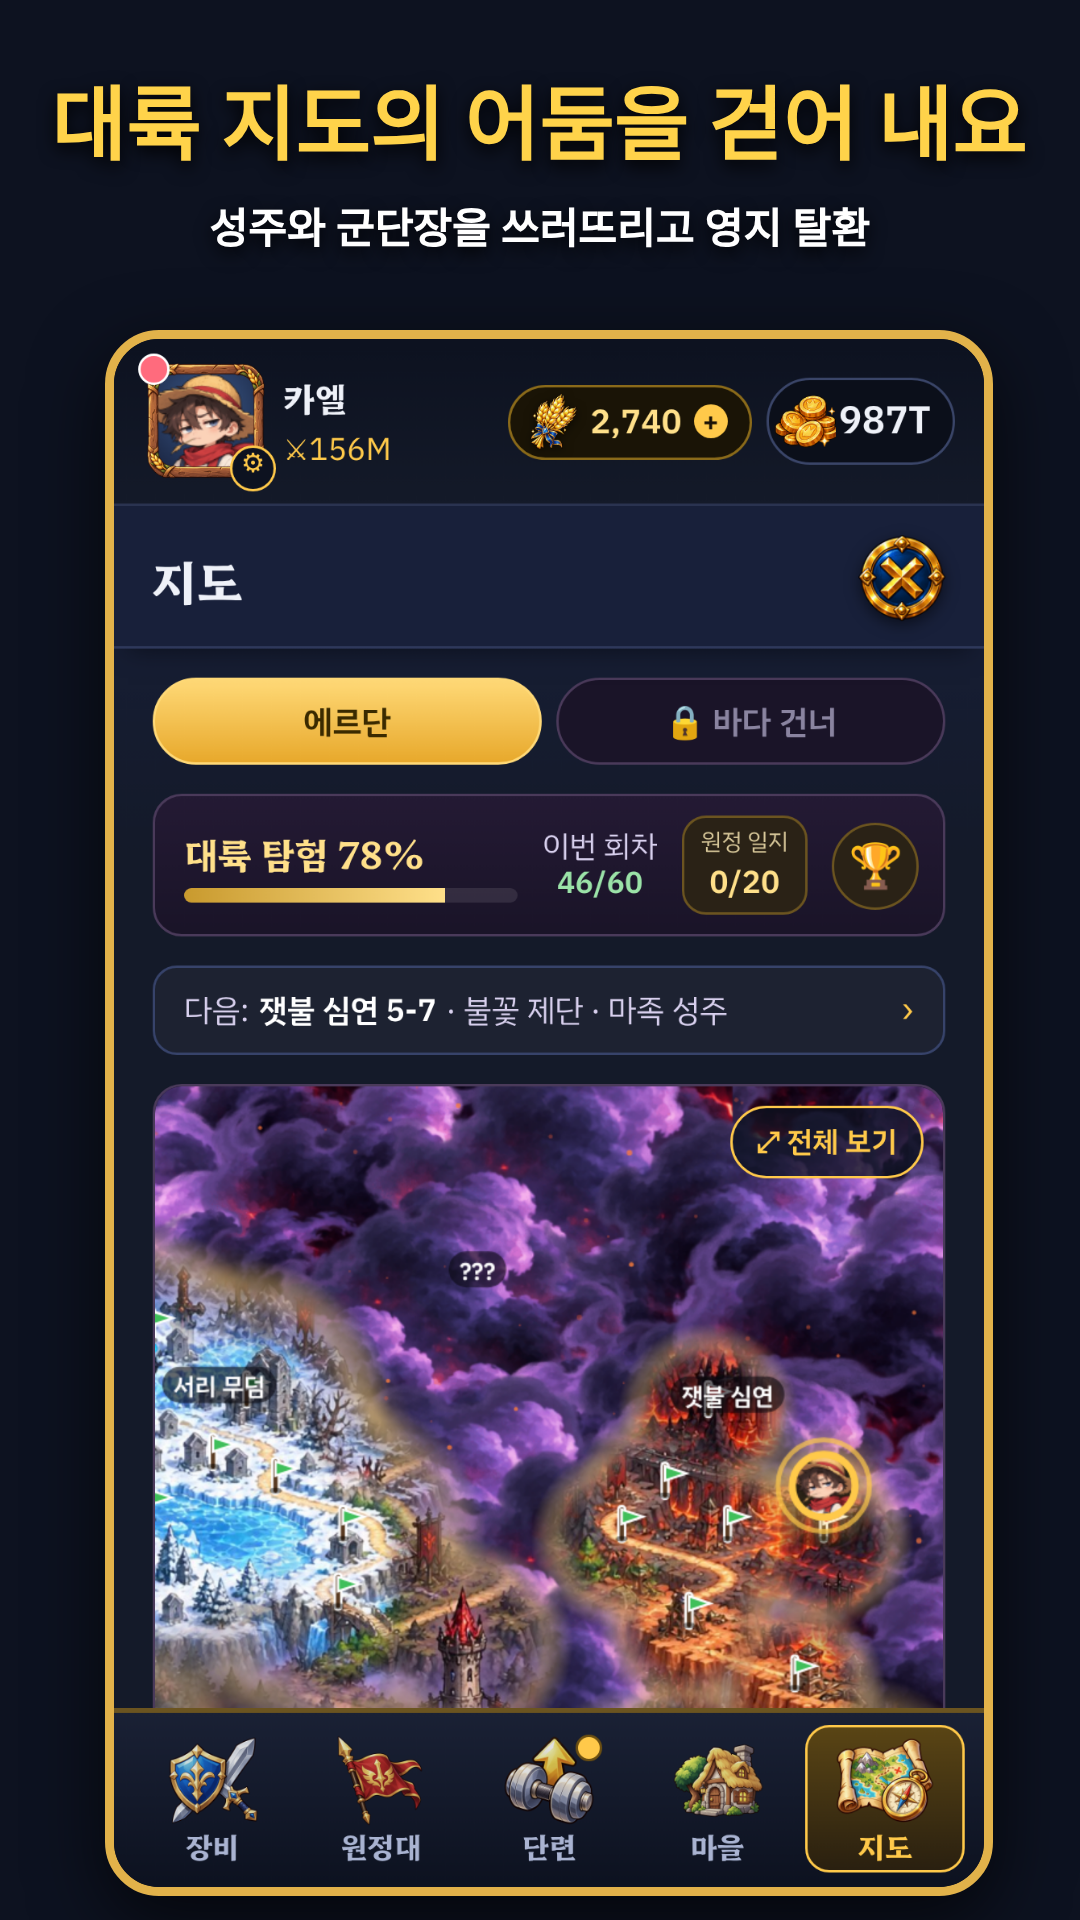 대륙 지도의 어둠을 걷어 내요
성주와 군단장을 쓰러뜨리고 영지 탈환
카엘
⚔156M
2,740 +
987T
지도
에르단
바다 건너
대륙 탐험 78%
이번 회차
46/60
원정 일지
0/20
다음: 잿불 심연 5-7 · 불꽃 제단 · 마족 성주 ›
⤢ 전체 보기
???
서리 무덤
잿불 심연
장비
원정대
단련
마을
지도